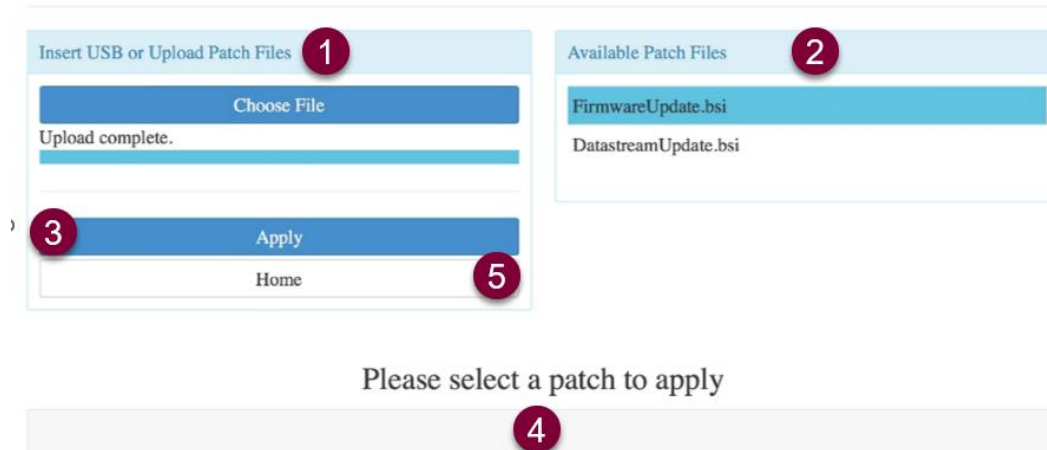 Insert USB or Upload Patch Files 1
Choose File
Upload complete.
3 Apply
Home 5
Available Patch Files 2
FirmwareUpdate.bsi
DatastreamUpdate.bsi
Please select a patch to apply
4